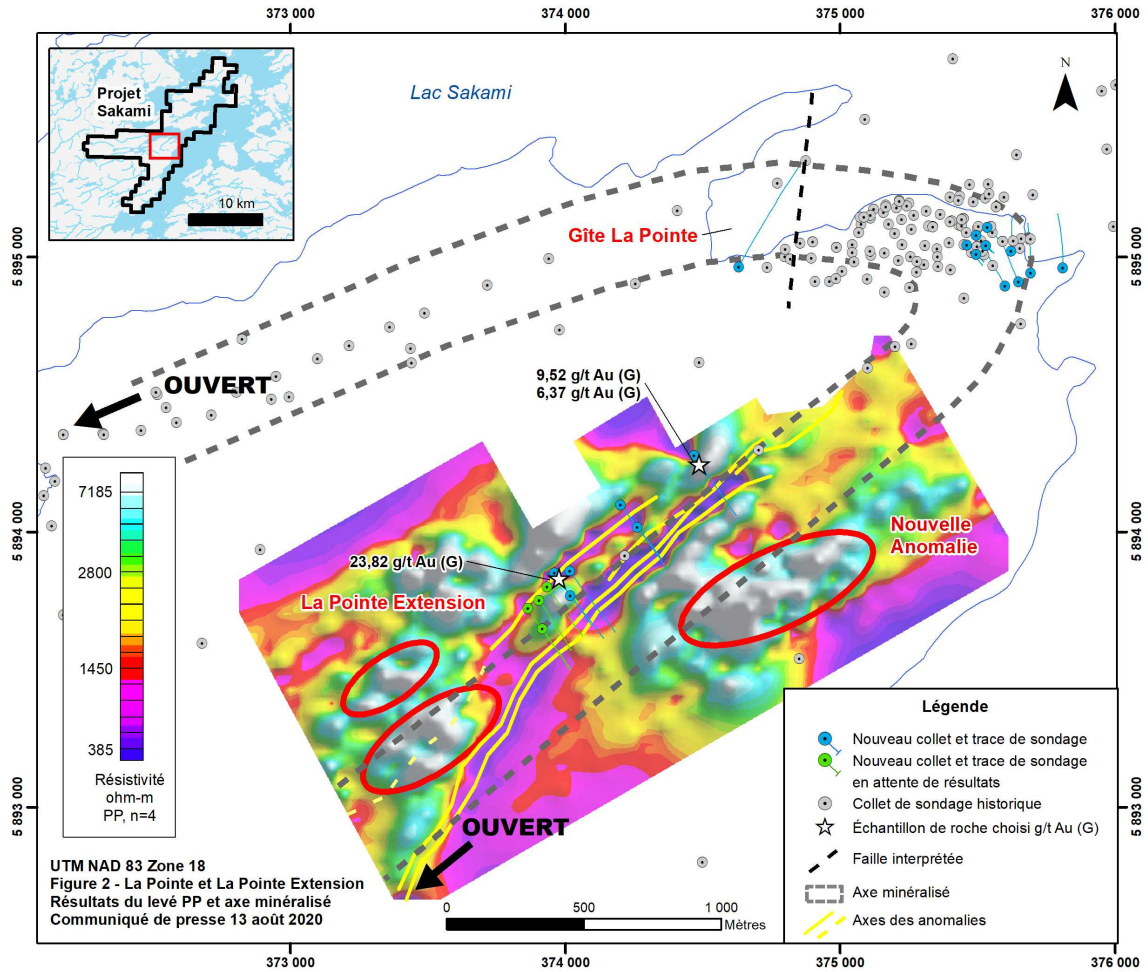 373 000
374 000
375 000
376 000
Projet
Sakami
10 km
Lac Sakami
N
5 895 000
5 895 000
Gîte La Pointe
OUVERT
9,52 g/t Au (G)
6,37 g/t Au (G)
7185
2800
1450
385
Résistivité
ohm-m
PP, n=4
5 894 000
5 894 000
Nouvelle
Anomalie
23,82 g/t Au (G)
La Pointe Extension
5 893 000
5 893 000
OUVERT
Légende
Nouveau collet et trace de sondage
Nouveau collet et trace de sondage
en attente de résultats
Collet de sondage historique
Échantillon de roche choisi g/t Au (G)
Faille interprétée
Axe minéralisé
Axes des anomalies
UTM NAD 83 Zone 18
Figure 2 - La Pointe et La Pointe Extension
Résultats du levé PP et axe minéralisé
Communiqué de presse 13 août 2020
0 500 1 000
Mètres
373 000
374 000
375 000
376 000